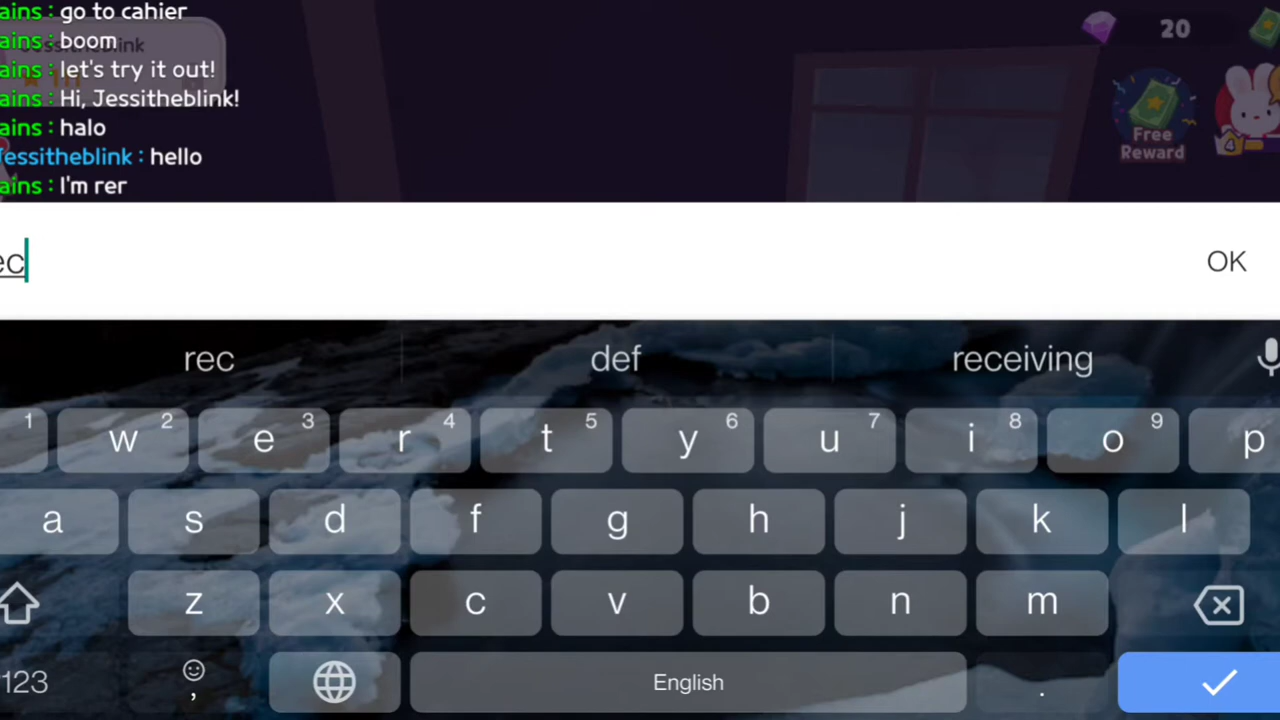 ains : go to cahier
ains : boom
ains : let's try it out!
ains : Hi, Jessitheblink!
ains : halo
Jessitheblink : hello
ains : I'm rer
20
Free
Reward
4
ec
OK
rec def receiving
1 2 3 4 5 6 7 8 9
w e r t y u i o p
a s d f g h j k l
z x c v b n m
123 , English .